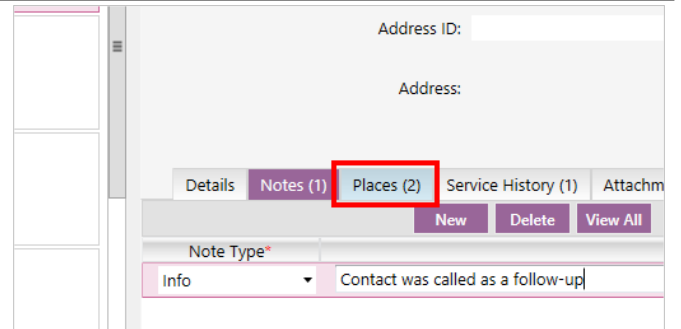 Address ID:
Address:
Details Notes (1) Places (2) Service History (1) Attachm
New Delete View All
Note Type*
Info Contact was called as a follow-up